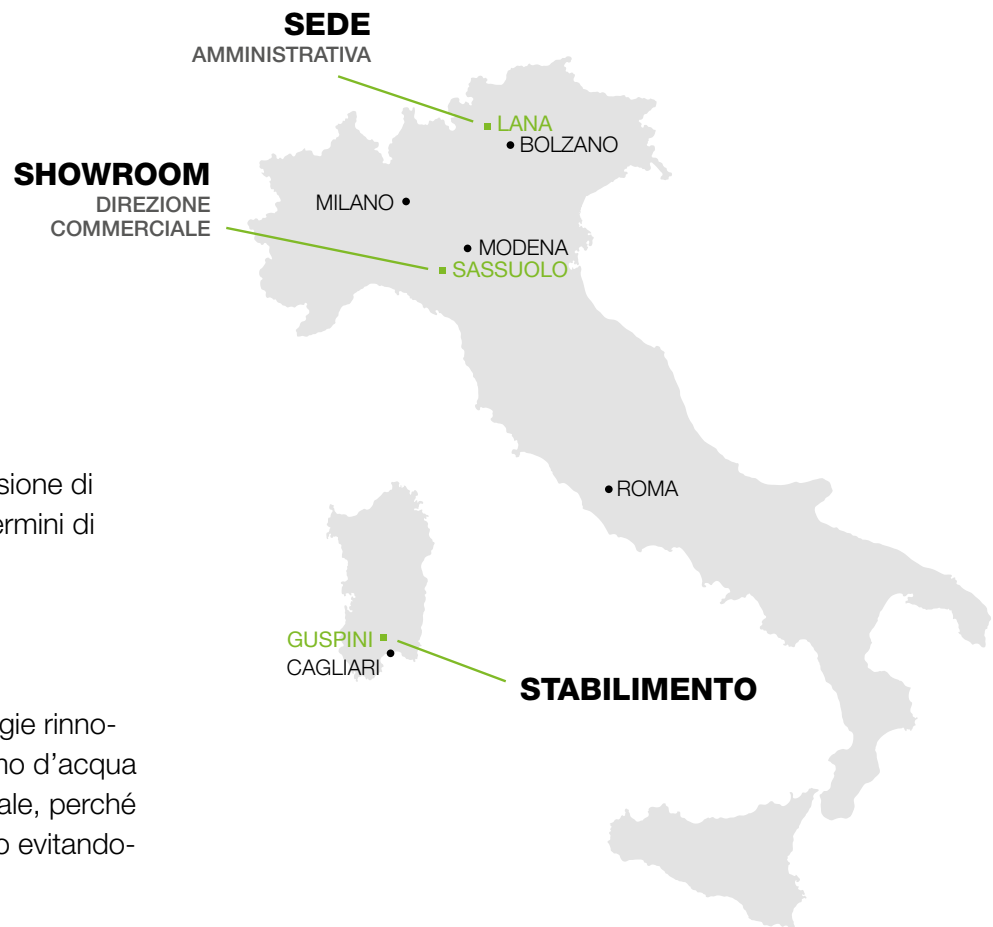 SEDE
AMMINISTRATIVA
LANA
BOLZANO
SHOWROOM
DIREZIONE
COMMERCIALE
MILANO
MODENA
SASSUOLO
sione di
ermini di
ROMA
GUSPINI
CAGLIARI
STABILIMENTO
gie rinno-
no d’acqua
ale, perché
o evitando-